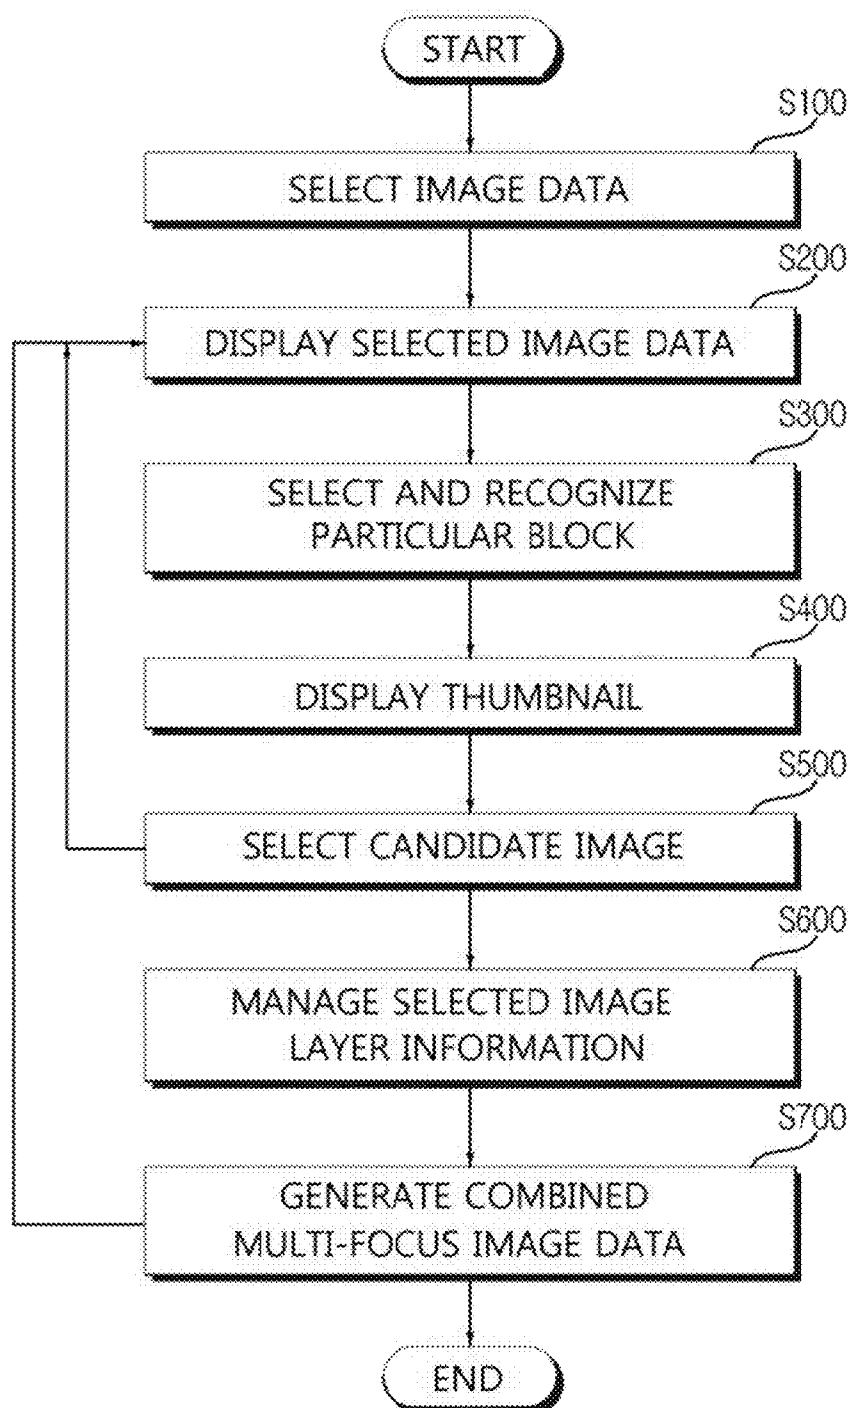 START
S100
SELECT IMAGE DATA
S200
DISPLAY SELECTED IMAGE DATA
S300
SELECT AND RECOGNIZE
PARTICULAR BLOCK
S400
DISPLAY THUMBNAIL
S500
SELECT CANDIDATE IMAGE
S600
MANAGE SELECTED IMAGE
LAYER INFORMATION
S700
GENERATE COMBINED
MULTI-FOCUS IMAGE DATA
END